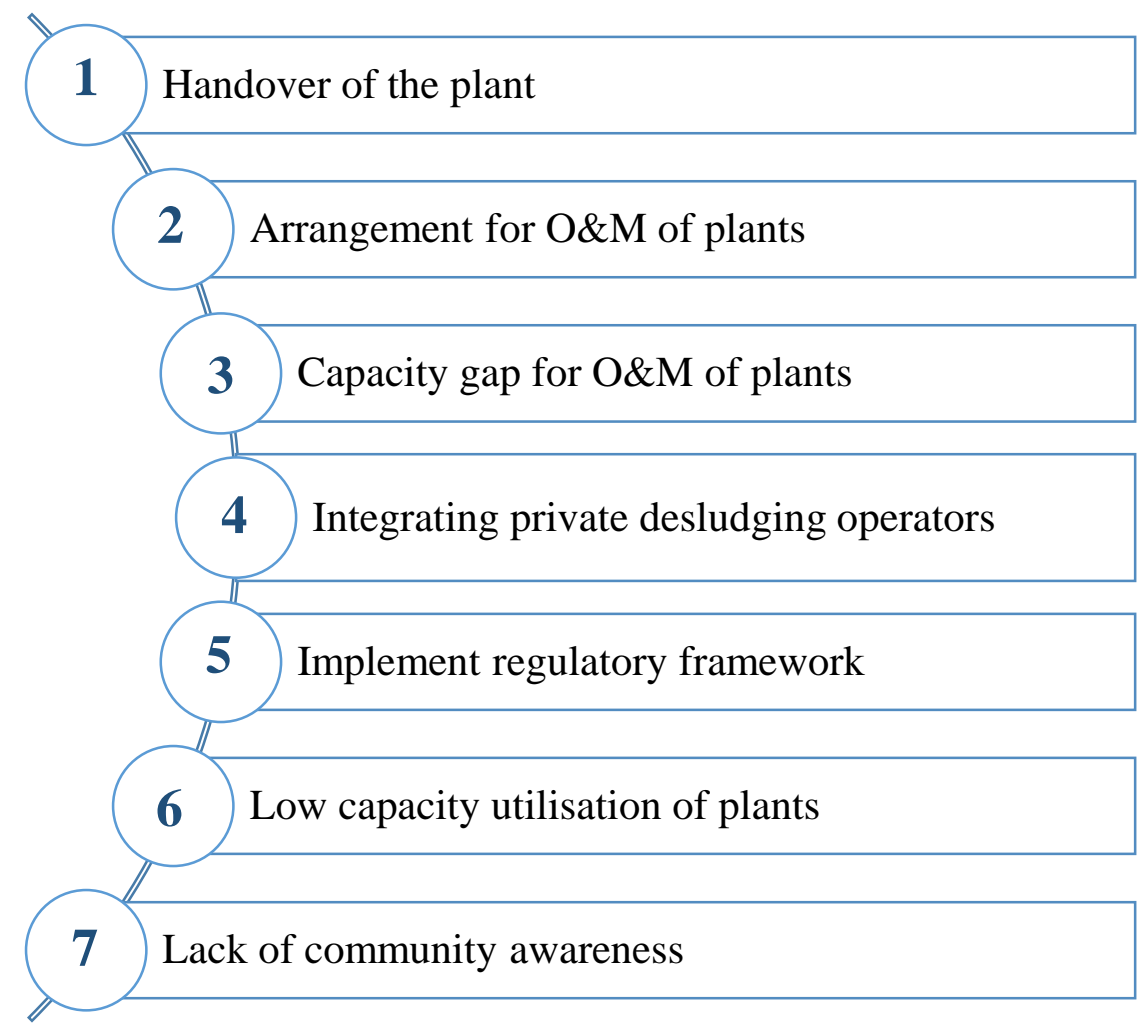 1 Handover of the plant
2 Arrangement for O&M of plants
3 Capacity gap for O&M of plants
4 Integrating private desludging operators
5 Implement regulatory framework
6 Low capacity utilisation of plants
7 Lack of community awareness